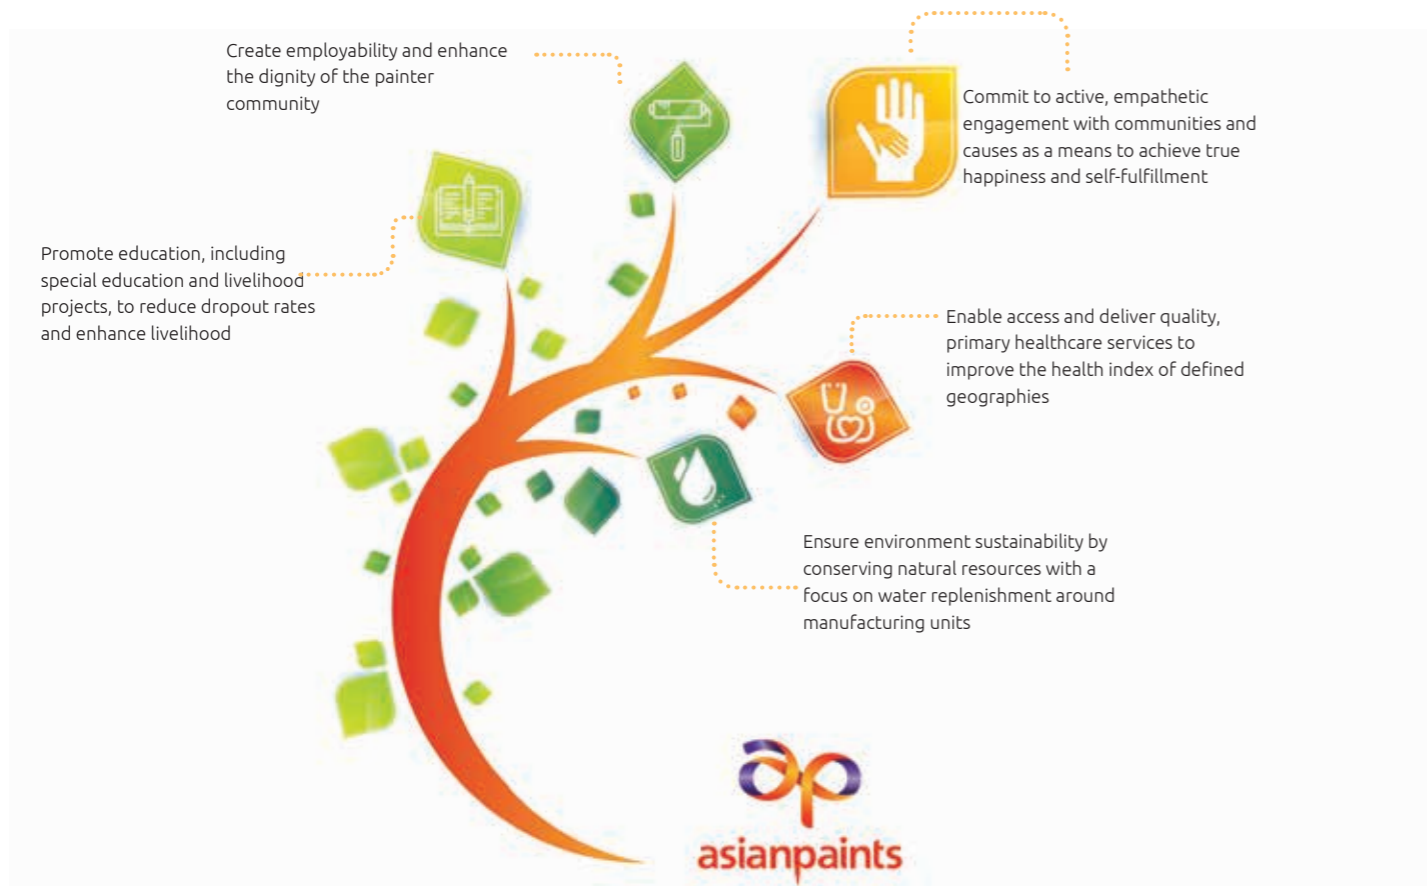 Create employability and enhance
the dignity of the painter
community
Commit to active, empathetic
engagement with communities and
causes as a means to achieve true
happiness and self-fulfillment
Promote education, including
special education and livelihood
projects, to reduce dropout rates
and enhance livelihood
Enable access and deliver quality,
primary healthcare services to
improve the health index of defined
geographies
Ensure environment sustainability by
conserving natural resources with a
focus on water replenishment around
manufacturing units
ap
asianpaints